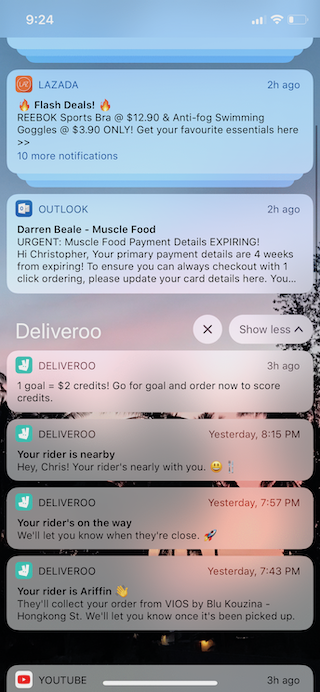 9:24
LAZADA 2h ago
🔥 Flash Deals! 🔥
REEBOK Sports Bra @ $12.90 & Anti-fog Swimming
Goggles @ $3.90 ONLY! Get your favourite essentials here
>>
10 more notifications
OUTLOOK 2h ago
Darren Beale - Muscle Food
URGENT: Muscle Food Payment Details EXPIRING!
Hi Christopher, Your primary payment details are 4 weeks
from expiring! To ensure you can always checkout with 1
click ordering, please update your card details here. You...
Deliveroo Show less
DELIVEROO 3h ago
1 goal = $2 credits! Go for goal and order now to score
credits.
DELIVEROO Yesterday, 8:15 PM
Your rider is nearby
Hey, Chris! Your rider's nearly with you. 😀
DELIVEROO Yesterday, 7:57 PM
Your rider's on the way
We'll let you know when they're close. 🚀
DELIVEROO Yesterday, 7:43 PM
Your rider is Ariffin 👋
They'll collect your order from VIOS by Blu Kouzina -
Hongkong St. We'll let you know once it's been picked up.
YOUTUBE 3h ago